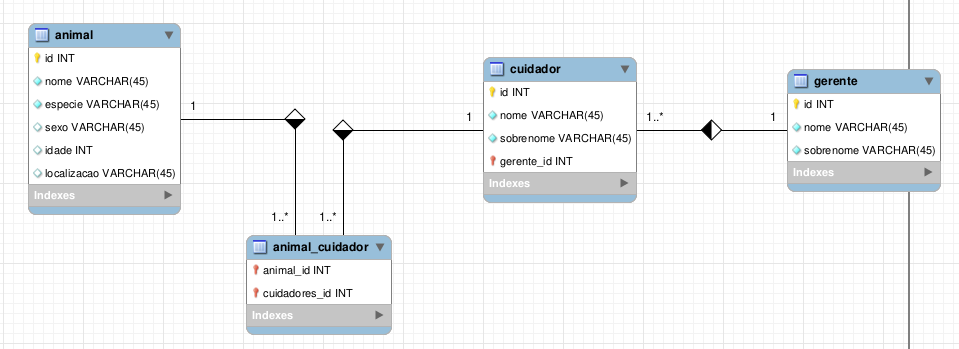 animal
id INT
nome VARCHAR(45)
especie VARCHAR(45)
sexo VARCHAR(45)
idade INT
localizacao VARCHAR(45)
Indexes
1
1..*
1..*
animal_cuidador
animal_id INT
cuidadores_id INT
Indexes
1
cuidador
id INT
nome VARCHAR(45)
sobrenome VARCHAR(45)
gerente_id INT
Indexes
1..*
1
gerente
id INT
nome VARCHAR(45)
sobrenome VARCHAR(45)
Indexes